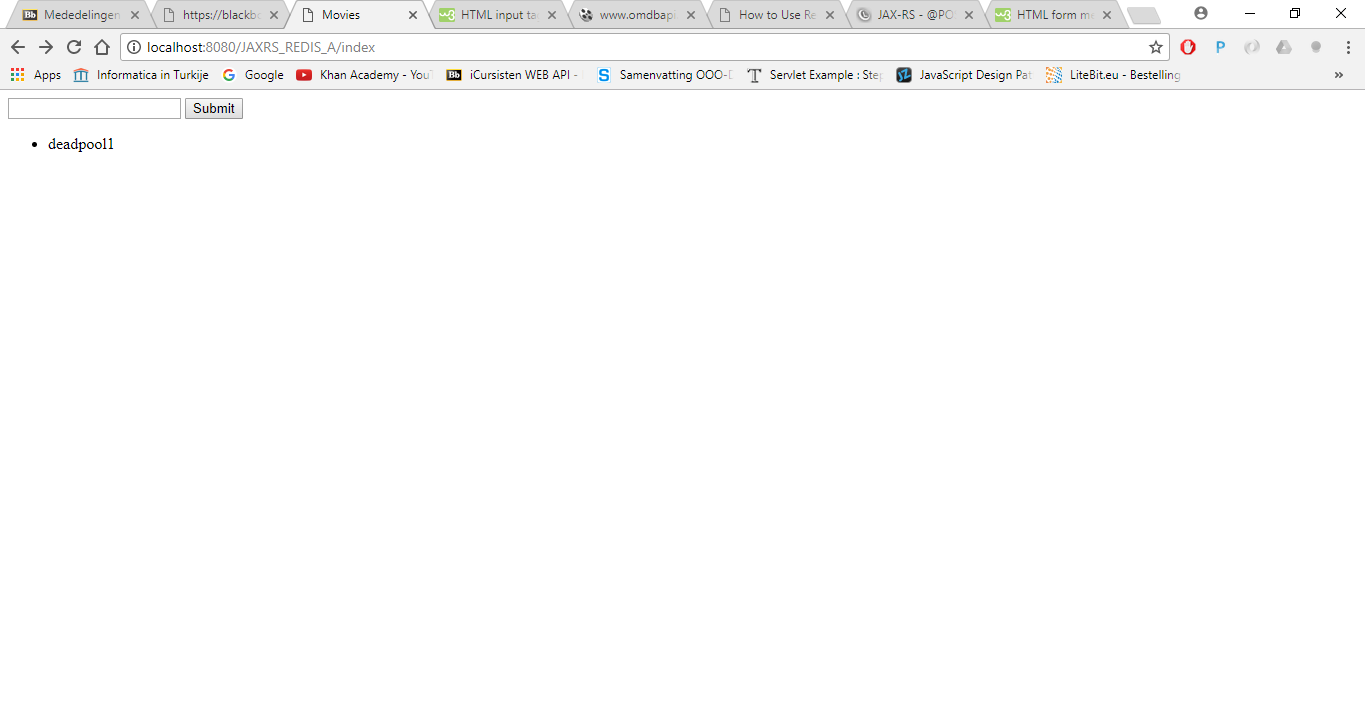 Mededelingen
https://blackb
Movies
HTML input ta
www.omdbapi
How to Use Re
JAX-RS - @PO
HTML form me
localhost:8080/JAXRS_REDIS_A/index
Apps
Informatica in Turkije
Google
Khan Academy - You
iCursisten WEB API -
Samenvatting OOO-
Servlet Example : Step
JavaScript Design Pat
LiteBit.eu - Bestelling
Submit
deadpool1